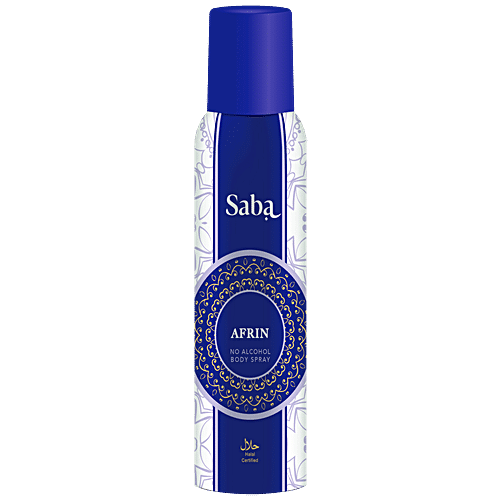 Saba
AFRIN
NO ALCOHOL
BODY SPRAY
حلال
Halal
Certified